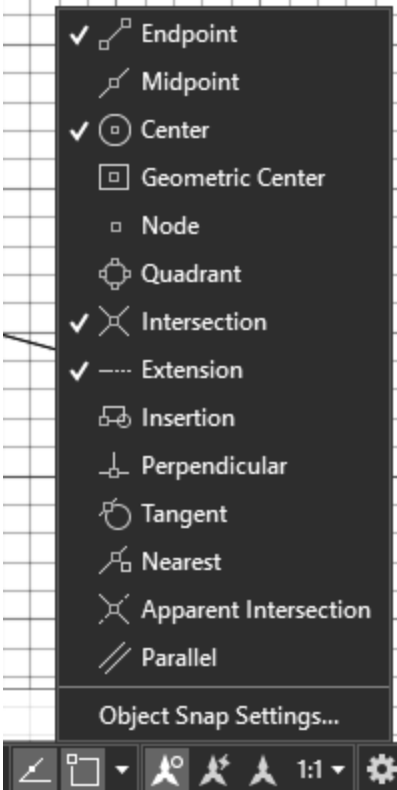 Endpoint
Midpoint
Center
Geometric Center
Node
Quadrant
Intersection
Extension
Insertion
Perpendicular
Tangent
Nearest
Apparent Intersection
Parallel
Object Snap Settings...
1:1